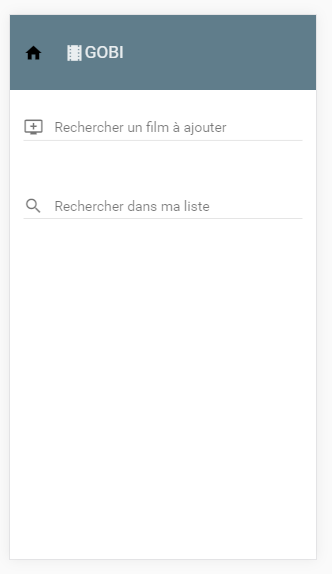 GOBI
Rechercher un film à ajouter
Rechercher dans ma liste